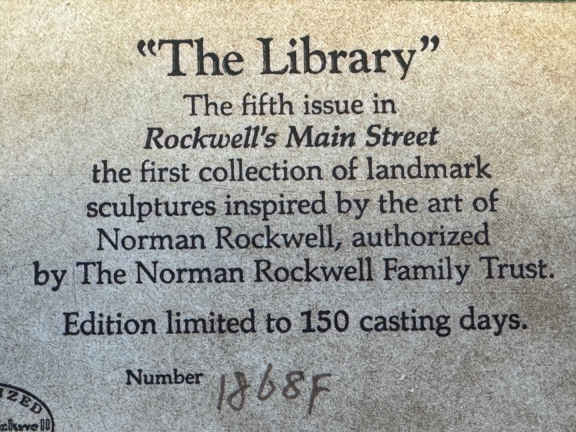 “The Library”
The fifth issue in
Rockwell's Main Street
the first collection of landmark
sculptures inspired by the art of
Norman Rockwell, authorized
by The Norman Rockwell Family Trust.
Edition limited to 150 casting days.
Number 1868F